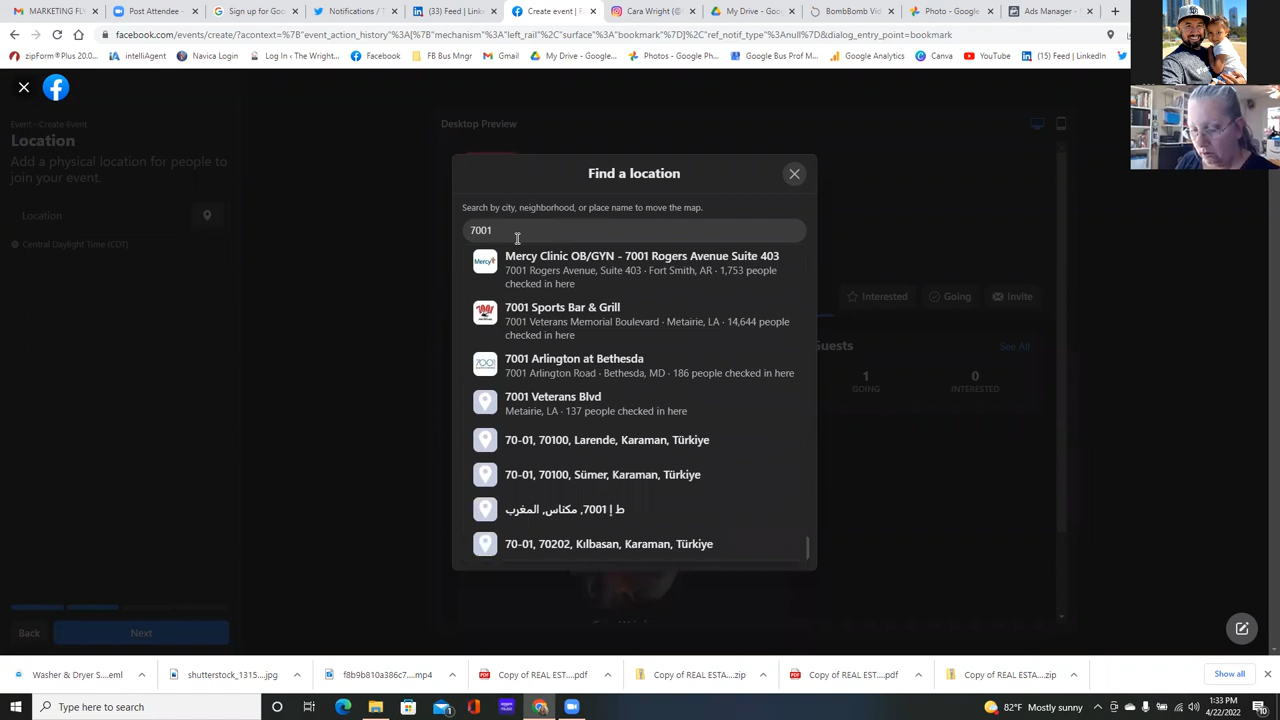 MARKETING FLY
Post Attendee -
Sign up for Goo
Notifications / T
(33) Feed | Linke
Create event | Fa
Cara Wright (@
My Drive - Goog
BombBomb Vid
Photo - Google
Ads Manager -
facebook.com/events/create/?acontext=%7B"event_action_history"%3A[%7B"mechanism"%3A"left_rail"%2C"surface"%3A"bookmark"%7D]%2C"ref_notif_type"%3Anull%7D&dialog_entry_point=bookmark
zipForm®Plus 20.0...
intelliAgent
Navica Login
Log In ‹ The Wright...
Facebook
FB Bus Mngr
Gmail
My Drive - Google...
Photos - Google Ph...
Google Bus Prof M...
Google Analytics
Canva
YouTube
(15) Feed | LinkedIn
Event—Create Event
Location
Add a physical location for people to
join your event.
Location
Central Daylight Time (CDT)
Desktop Preview
Find a location
Search by city, neighborhood, or place name to move the map.
7001
Mercy
Mercy Clinic OB/GYN - 7001 Rogers Avenue Suite 403
7001 Rogers Avenue, Suite 403 · Fort Smith, AR · 1,753 people
checked in here
7001 Sports Bar & Grill
7001 Veterans Memorial Boulevard · Metairie, LA · 14,644 people
checked in here
7001 Arlington at Bethesda
7001 Arlington Road · Bethesda, MD · 186 people checked in here
7001 Veterans Blvd
Metairie, LA · 137 people checked in here
70-01, 70100, Larende, Karaman, Türkiye
70-01, 70100, Sümer, Karaman, Türkiye
ط إ 7001, مكناس, المغرب
70-01, 70202, Kılbasan, Karaman, Türkiye
Interested
Going
Invite
Guests
See All
1
GOING
0
INTERESTED
Back
Next
Washer & Dryer S....eml
shutterstock_1315...jpg
f8b9b810a386c7....mp4
Copy of REAL EST....pdf
Copy of REAL ESTA....zip
Copy of REAL EST....pdf
Copy of REAL ESTA....zip
Show all
Type here to search
82°F Mostly sunny
1:33 PM
4/22/2022